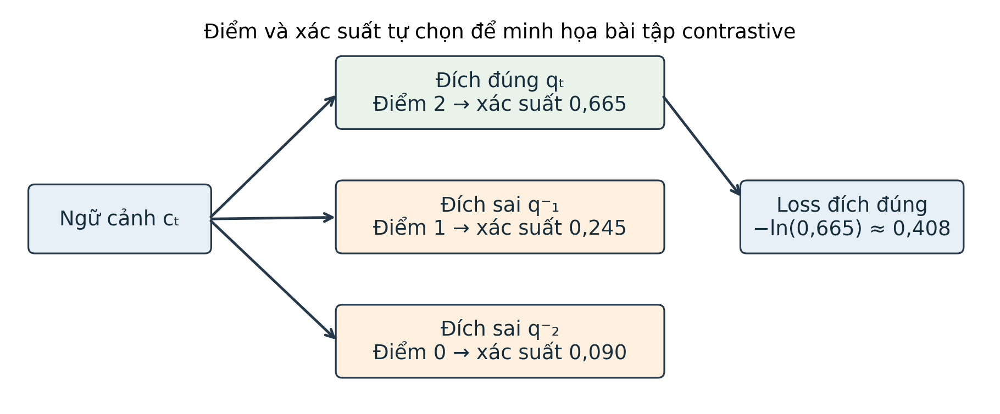 Điểm và xác suất tự chọn để minh họa bài tập contrastive
Đích đúng qₜ
Điểm 2 → xác suất 0,665
Ngữ cảnh cₜ
Đích sai q⁻₁
Điểm 1 → xác suất 0,245
Loss đích đúng
−ln(0,665) ≈ 0,408
Đích sai q⁻₂
Điểm 0 → xác suất 0,090